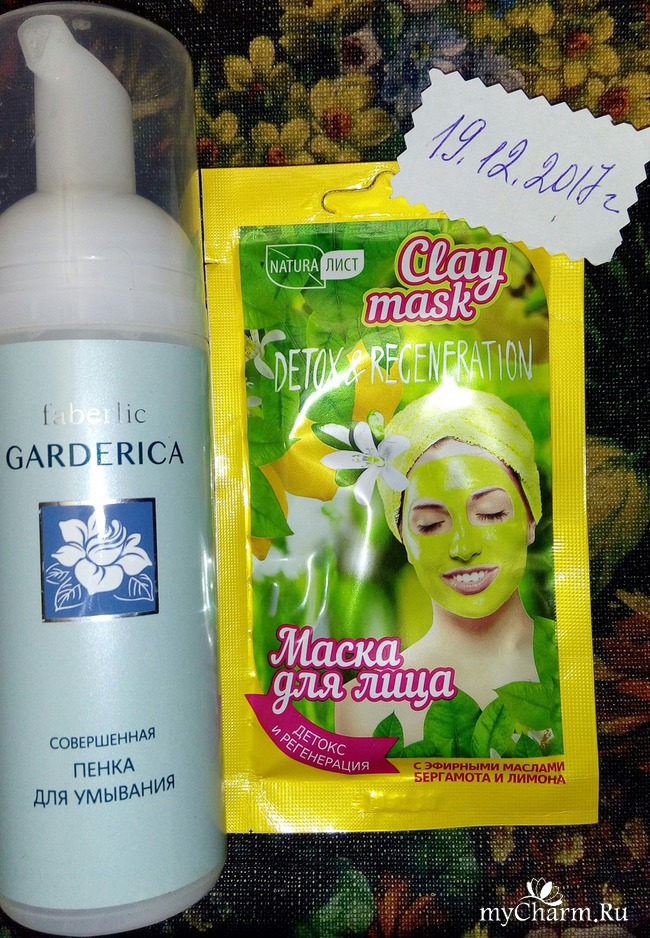 19.12.2017г
NATURA ЛИСТ
Clay
mask
DETOX & REGENERATION
faberlic
GARDERICA
Маска
для лица
ДЕТОКС
И РЕГЕНЕРАЦИЯ
С ЭФИРНЫМИ МАСЛАМИ
БЕРГАМОТА И ЛИМОНА
СОВЕРШЕННАЯ
ПЕНКА
ДЛЯ УМЫВАНИЯ
myCharm.Ru